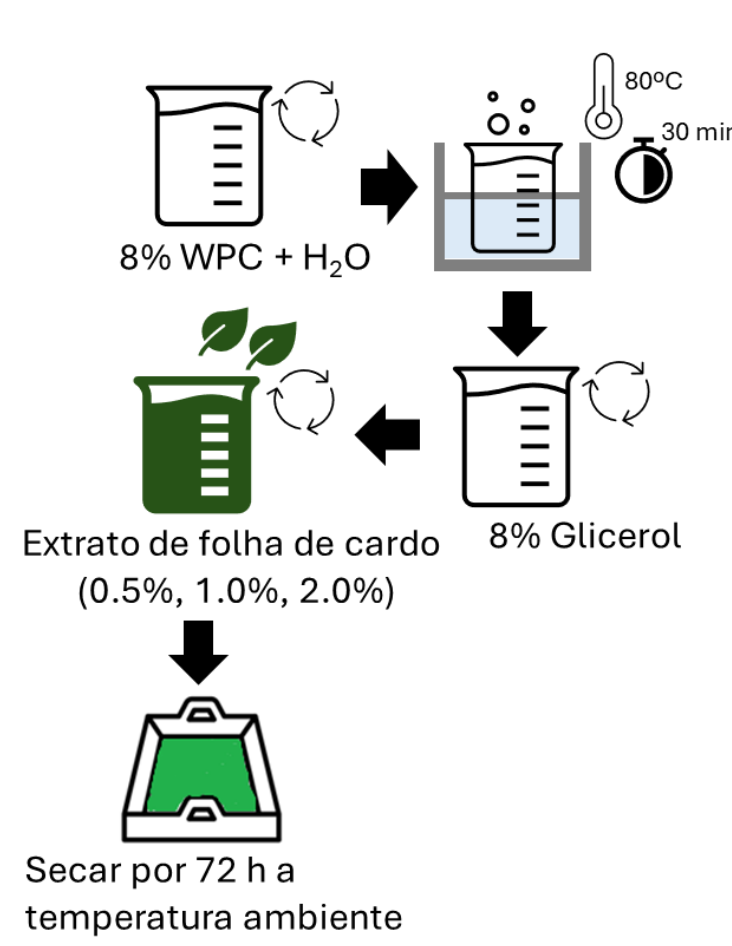 80ºC
30 min
8% WPC + H₂O
8% Glicerol
Extrato de folha de cardo
(0.5%, 1.0%, 2.0%)
Secar por 72 h a
temperatura ambiente